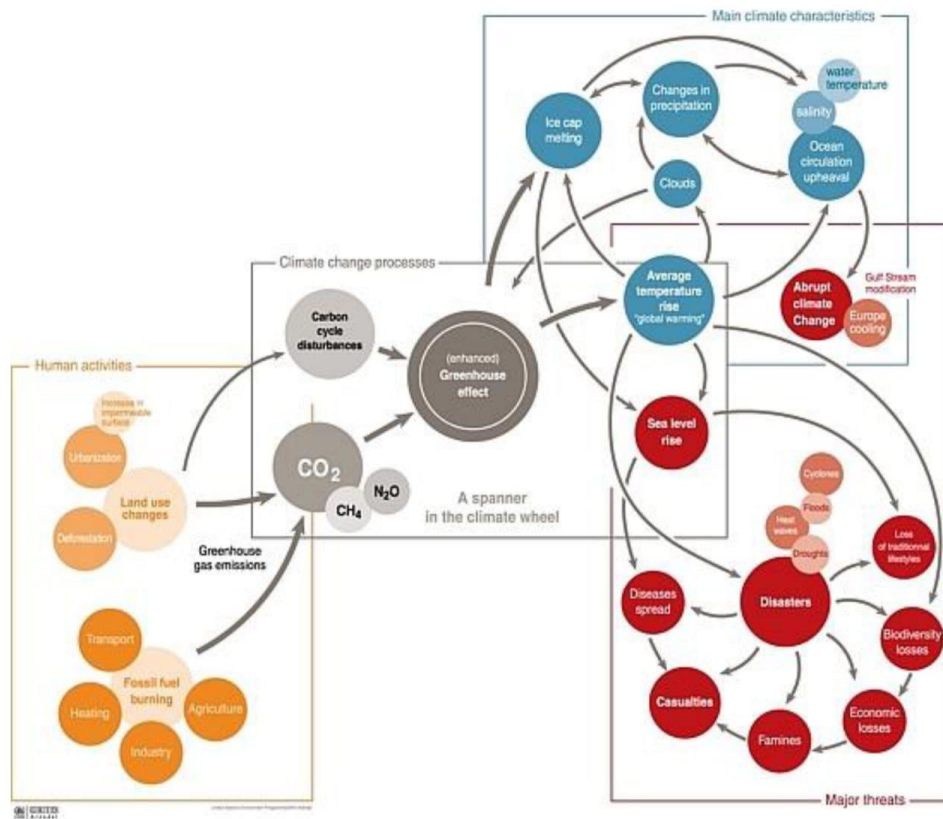 Main climate characteristics
water
temperature
salinity
Changes in
precipitation
Ice cap
melting
Ocean
circulation
upheaval
Clouds
Climate change processes
Average
temperature
rise
"global warming"
Gulf Stream
modification
Abrupt
climate
Change
Europe
cooling
Carbon
cycle
disturbances
(enhanced)
Greenhouse
effect
Human activities
Increase in
impermeable
surface
Urbanization
Land use
changes
Deforestation
CO₂
N₂O
CH₄
Sea level
rise
A spanner
in the climate wheel
Greenhouse
gas emissions
Cyclones
Floods
Heat
waves
Droughts
Loss
of traditionnal
lifestyles
Diseases
spread
Disasters
Biodiversity
losses
Transport
Fossil fuel
burning
Heating
Agriculture
Industry
Casualties
Famines
Economic
losses
Major threats